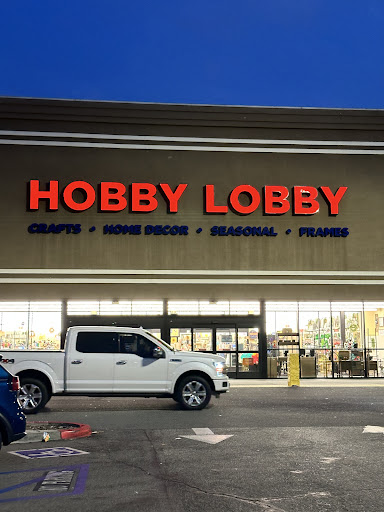 HOBBY LOBBY
CRAFTS • HOME DECOR • SEASONAL • FRAMES